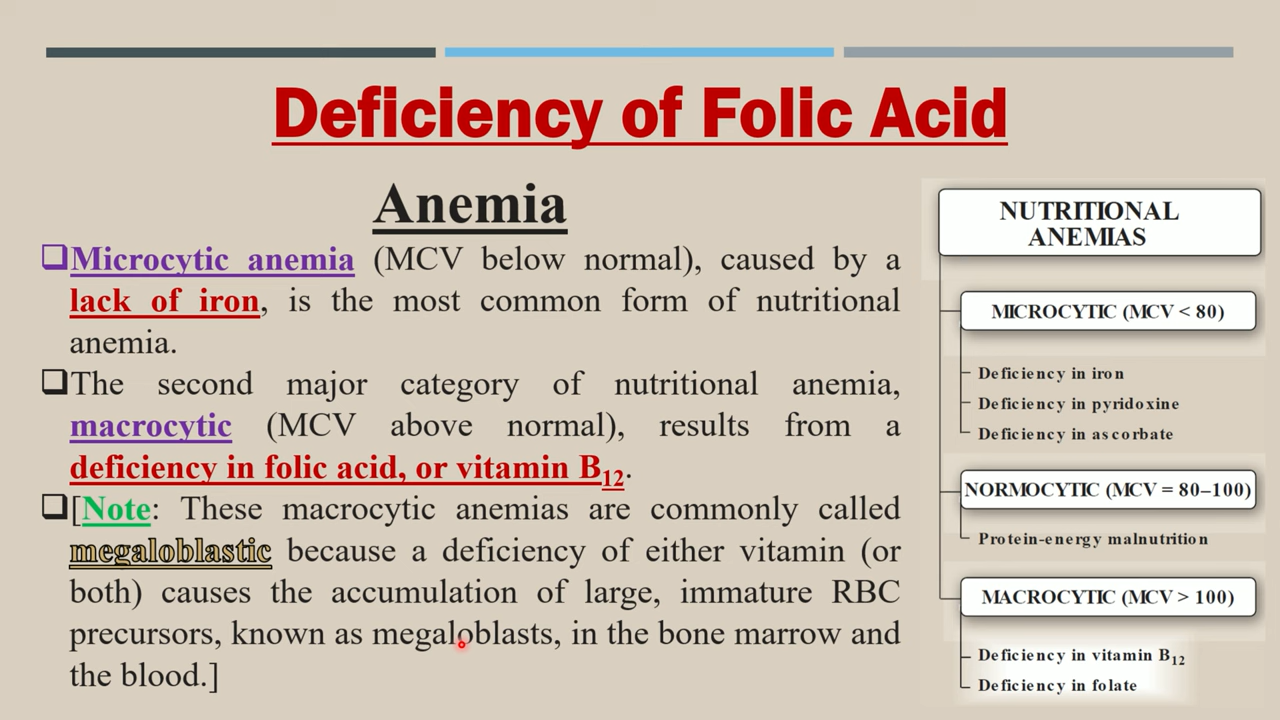 Deficiency of Folic Acid
Anemia
❑Microcytic anemia (MCV below normal), caused by a
lack of iron, is the most common form of nutritional
anemia.
❑The second major category of nutritional anemia,
macrocytic (MCV above normal), results from a
deficiency in folic acid, or vitamin B12.
❑[Note: These macrocytic anemias are commonly called
megaloblastic because a deficiency of either vitamin (or
both) causes the accumulation of large, immature RBC
precursors, known as megaloblasts, in the bone marrow and
the blood.]
NUTRITIONAL
ANEMIAS
MICROCYTIC (MCV < 80)
Deficiency in iron
Deficiency in pyridoxine
Deficiency in ascorbate
NORMOCYTIC (MCV = 80–100)
Protein-energy malnutrition
MACROCYTIC (MCV > 100)
Deficiency in vitamin B12
Deficiency in folate